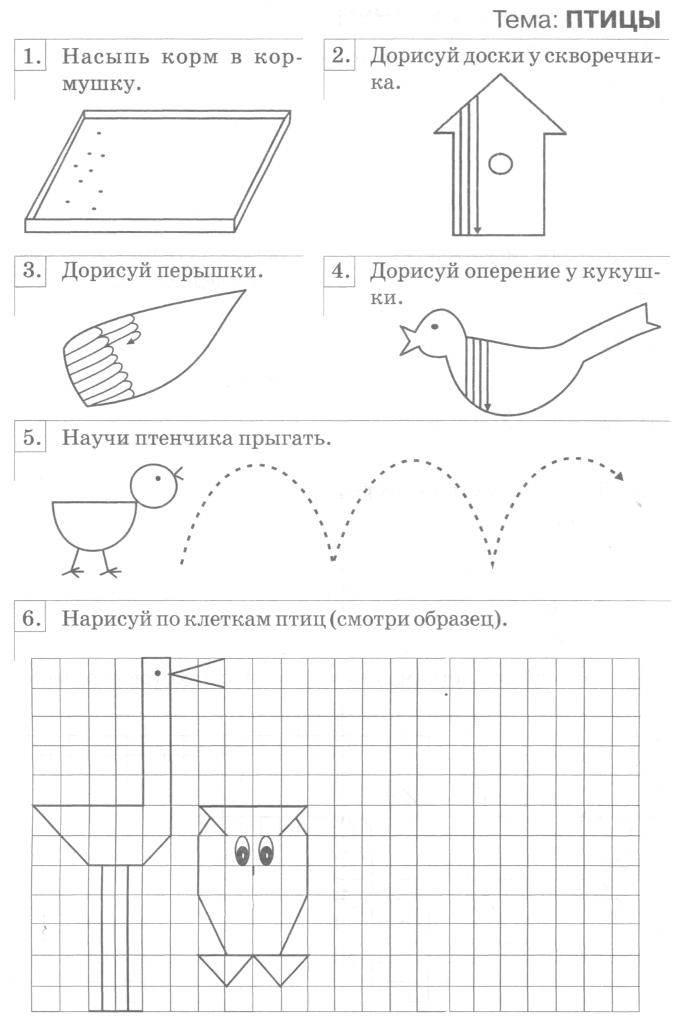 Тема: ПТИЦЫ
1. Насыпь корм в кор-
мушку.
2. Дорисуй доски у скворечни-
ка.
3. Дорисуй перышки.
4. Дорисуй оперение у кукуш-
ки.
5. Научи птенчика прыгать.
6. Нарисуй по клеткам птиц (смотри образец).